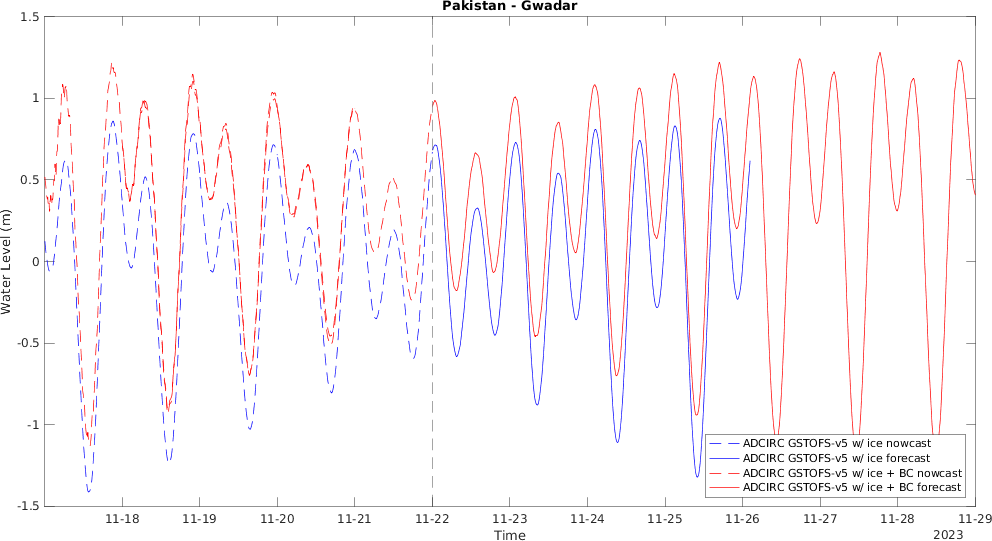 Pakistan - Gwadar
1.5
1
0.5
0
-0.5
-1
-1.5
Water Level (m)
ADCIRC GSTOFS-v5 w/ ice nowcast
ADCIRC GSTOFS-v5 w/ ice forecast
ADCIRC GSTOFS-v5 w/ ice + BC nowcast
ADCIRC GSTOFS-v5 w/ ice + BC forecast
11-18 11-19 11-20 11-21 11-22 11-23 11-24 11-25 11-26 11-27 11-28 11-29
Time
2023